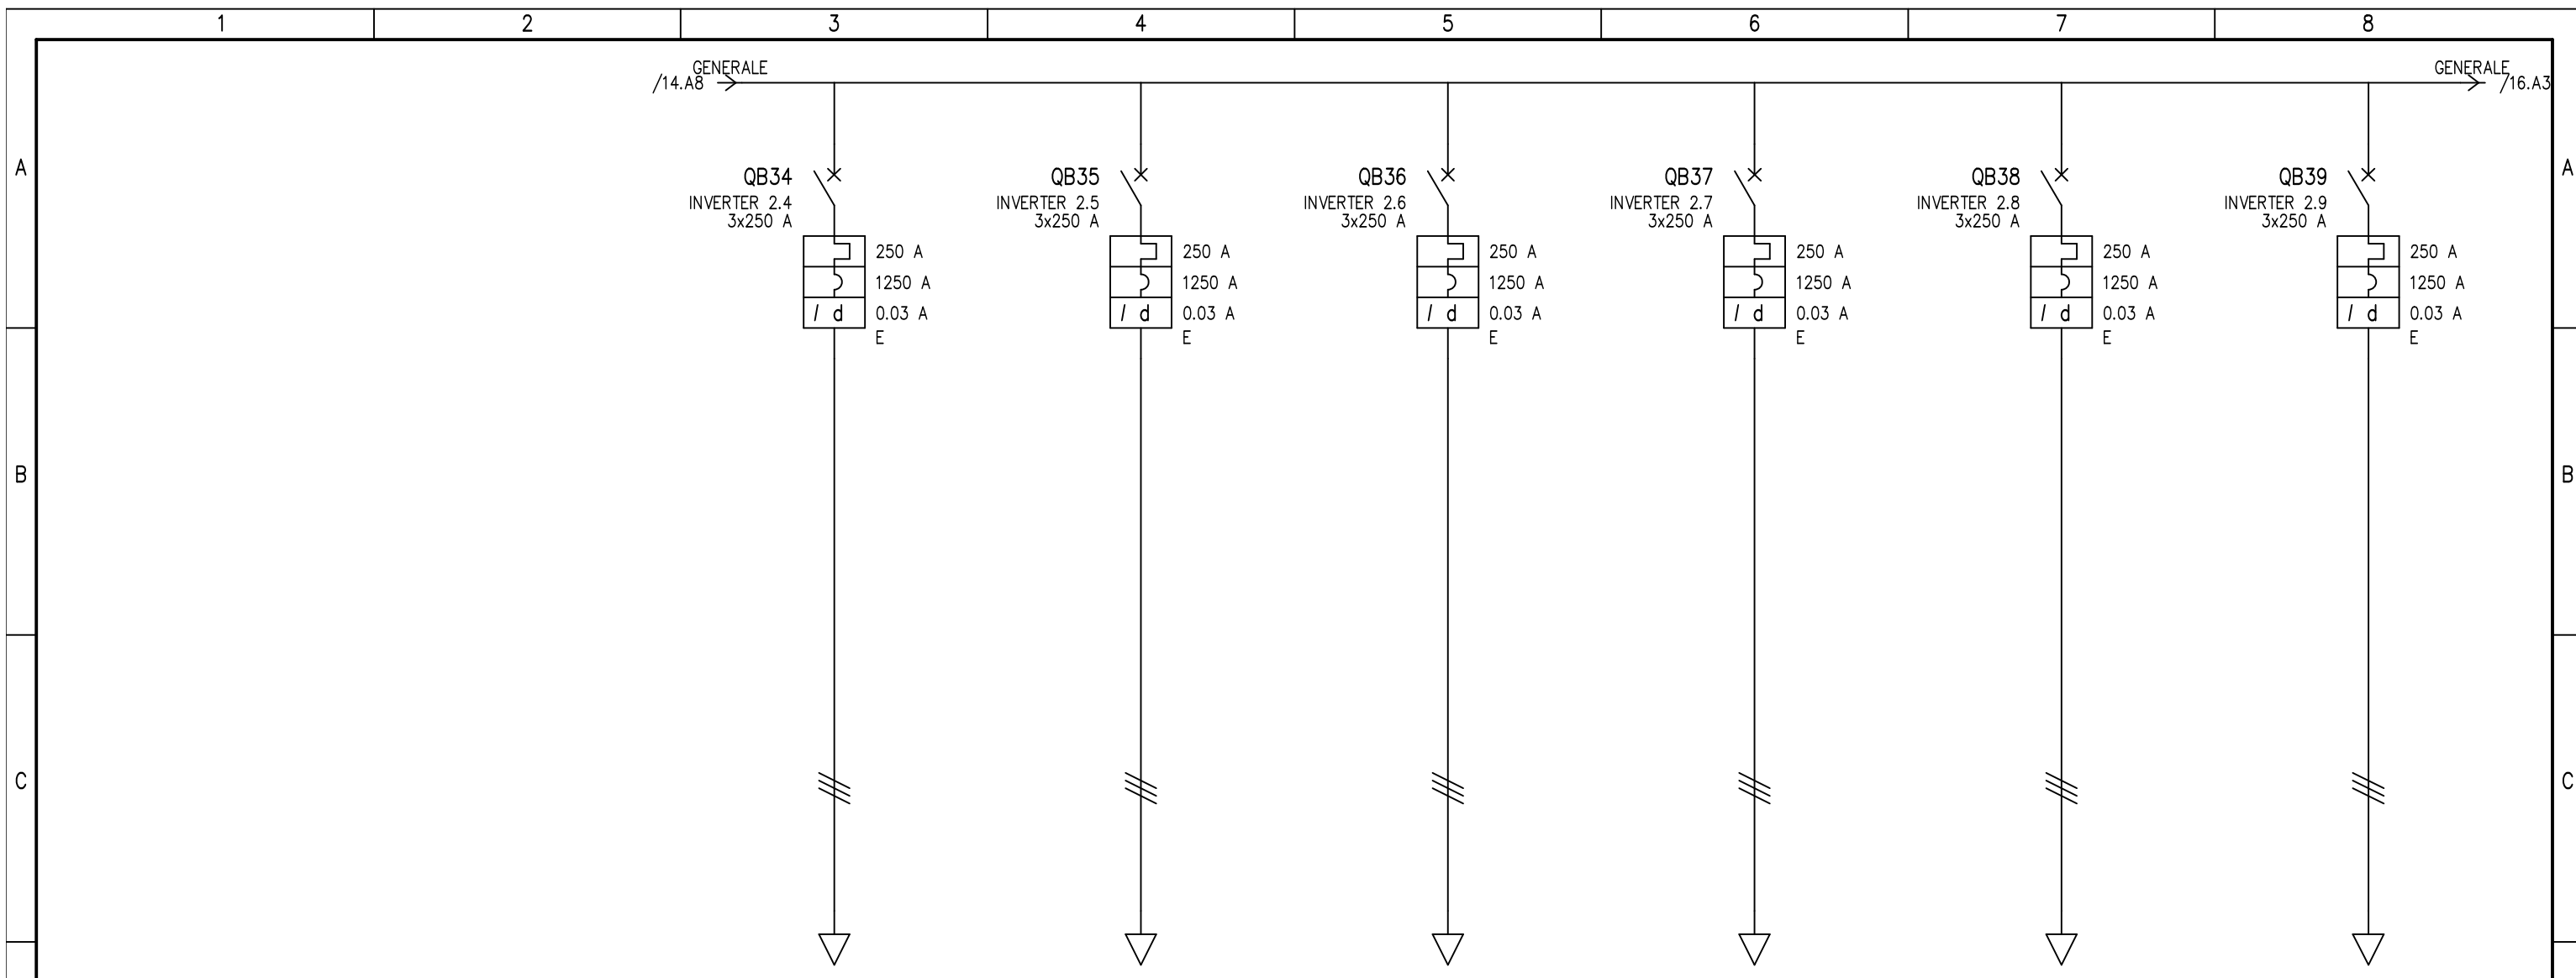 1 2 3 4 5 6 7 8
GENERALE GENERALE
/14.A8 /16.A3
A A
QB34 QB35 QB36 QB37 QB38 QB39
INVERTER 2.4 INVERTER 2.5 INVERTER 2.6 INVERTER 2.7 INVERTER 2.8 INVERTER 2.9
3x250 A 3x250 A 3x250 A 3x250 A 3x250 A 3x250 A
250 A 250 A 250 A 250 A 250 A 250 A
1250 A 1250 A 1250 A 1250 A 1250 A 1250 A
I d 0.03 A I d 0.03 A I d 0.03 A I d 0.03 A I d 0.03 A I d 0.03 A
E E E E E E
B B
C C